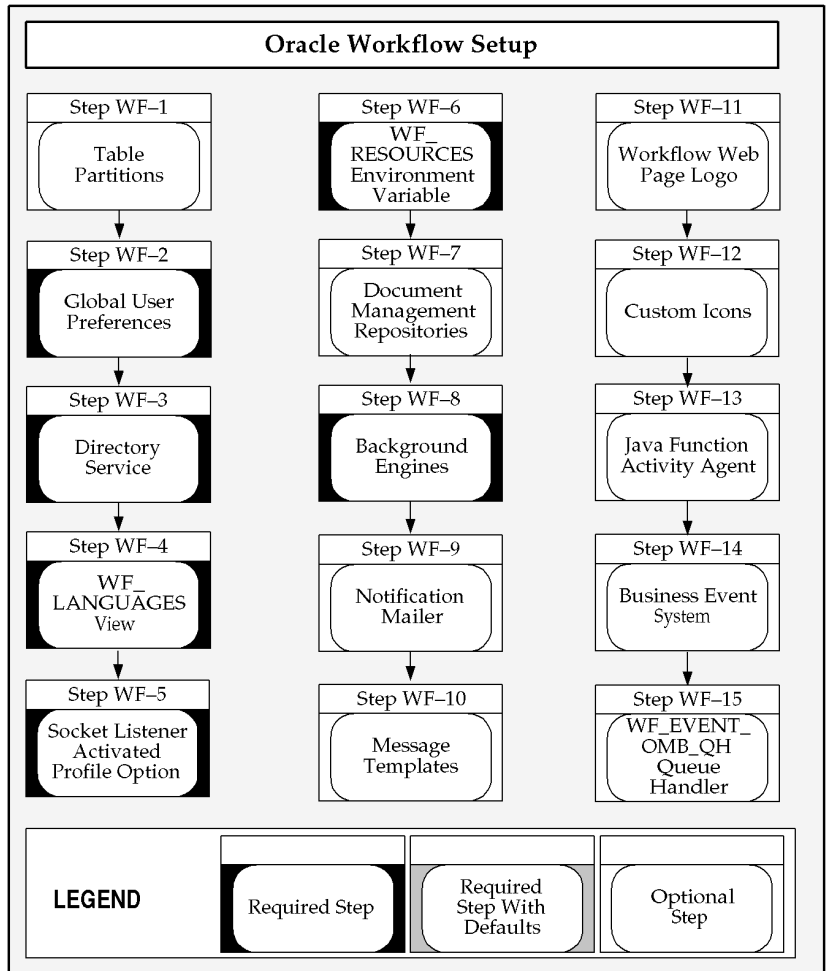 Oracle Workflow Setup
Step WF–1
Table
Partitions
Step WF–2
Global User
Preferences
Step WF–3
Directory
Service
Step WF–4
WF_
LANGUAGES
View
Step WF–5
Socket Listener
Activated
Profile Option
Step WF–6
WF_
RESOURCES
Environment
Variable
Step WF–7
Document
Management
Repositories
Step WF–8
Background
Engines
Step WF–9
Notification
Mailer
Step WF–10
Message
Templates
Step WF–11
Workflow Web
Page Logo
Step WF–12
Custom Icons
Step WF–13
Java Function
Activity Agent
Step WF–14
Business Event
System
Step WF–15
WF_EVENT_
OMB_QH
Queue
Handler
LEGEND
Required Step
Required
Step With
Defaults
Optional
Step